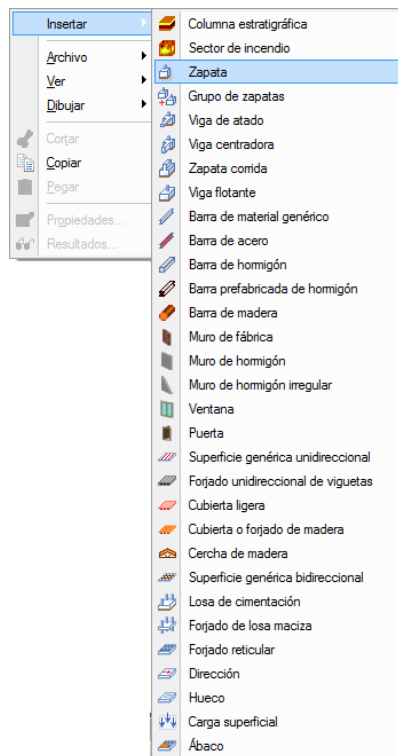 Insertar
Archivo
Ver
Dibujar
Cortar
Copiar
Pegar
Propiedades...
Resultados...
Columna estratigráfica
Sector de incendio
Zapata
Grupo de zapatas
Viga de atado
Viga centradora
Zapata corrida
Viga flotante
Barra de material genérico
Barra de acero
Barra de hormigón
Barra prefabricada de hormigón
Barra de madera
Muro de fábrica
Muro de hormigón
Muro de hormigón irregular
Ventana
Puerta
Superficie genérica unidireccional
Forjado unidireccional de viguetas
Cubierta ligera
Cubierta o forjado de madera
Cercha de madera
Superficie genérica bidireccional
Losa de cimentación
Forjado de losa maciza
Forjado reticular
Dirección
Hueco
Carga superficial
Ábaco